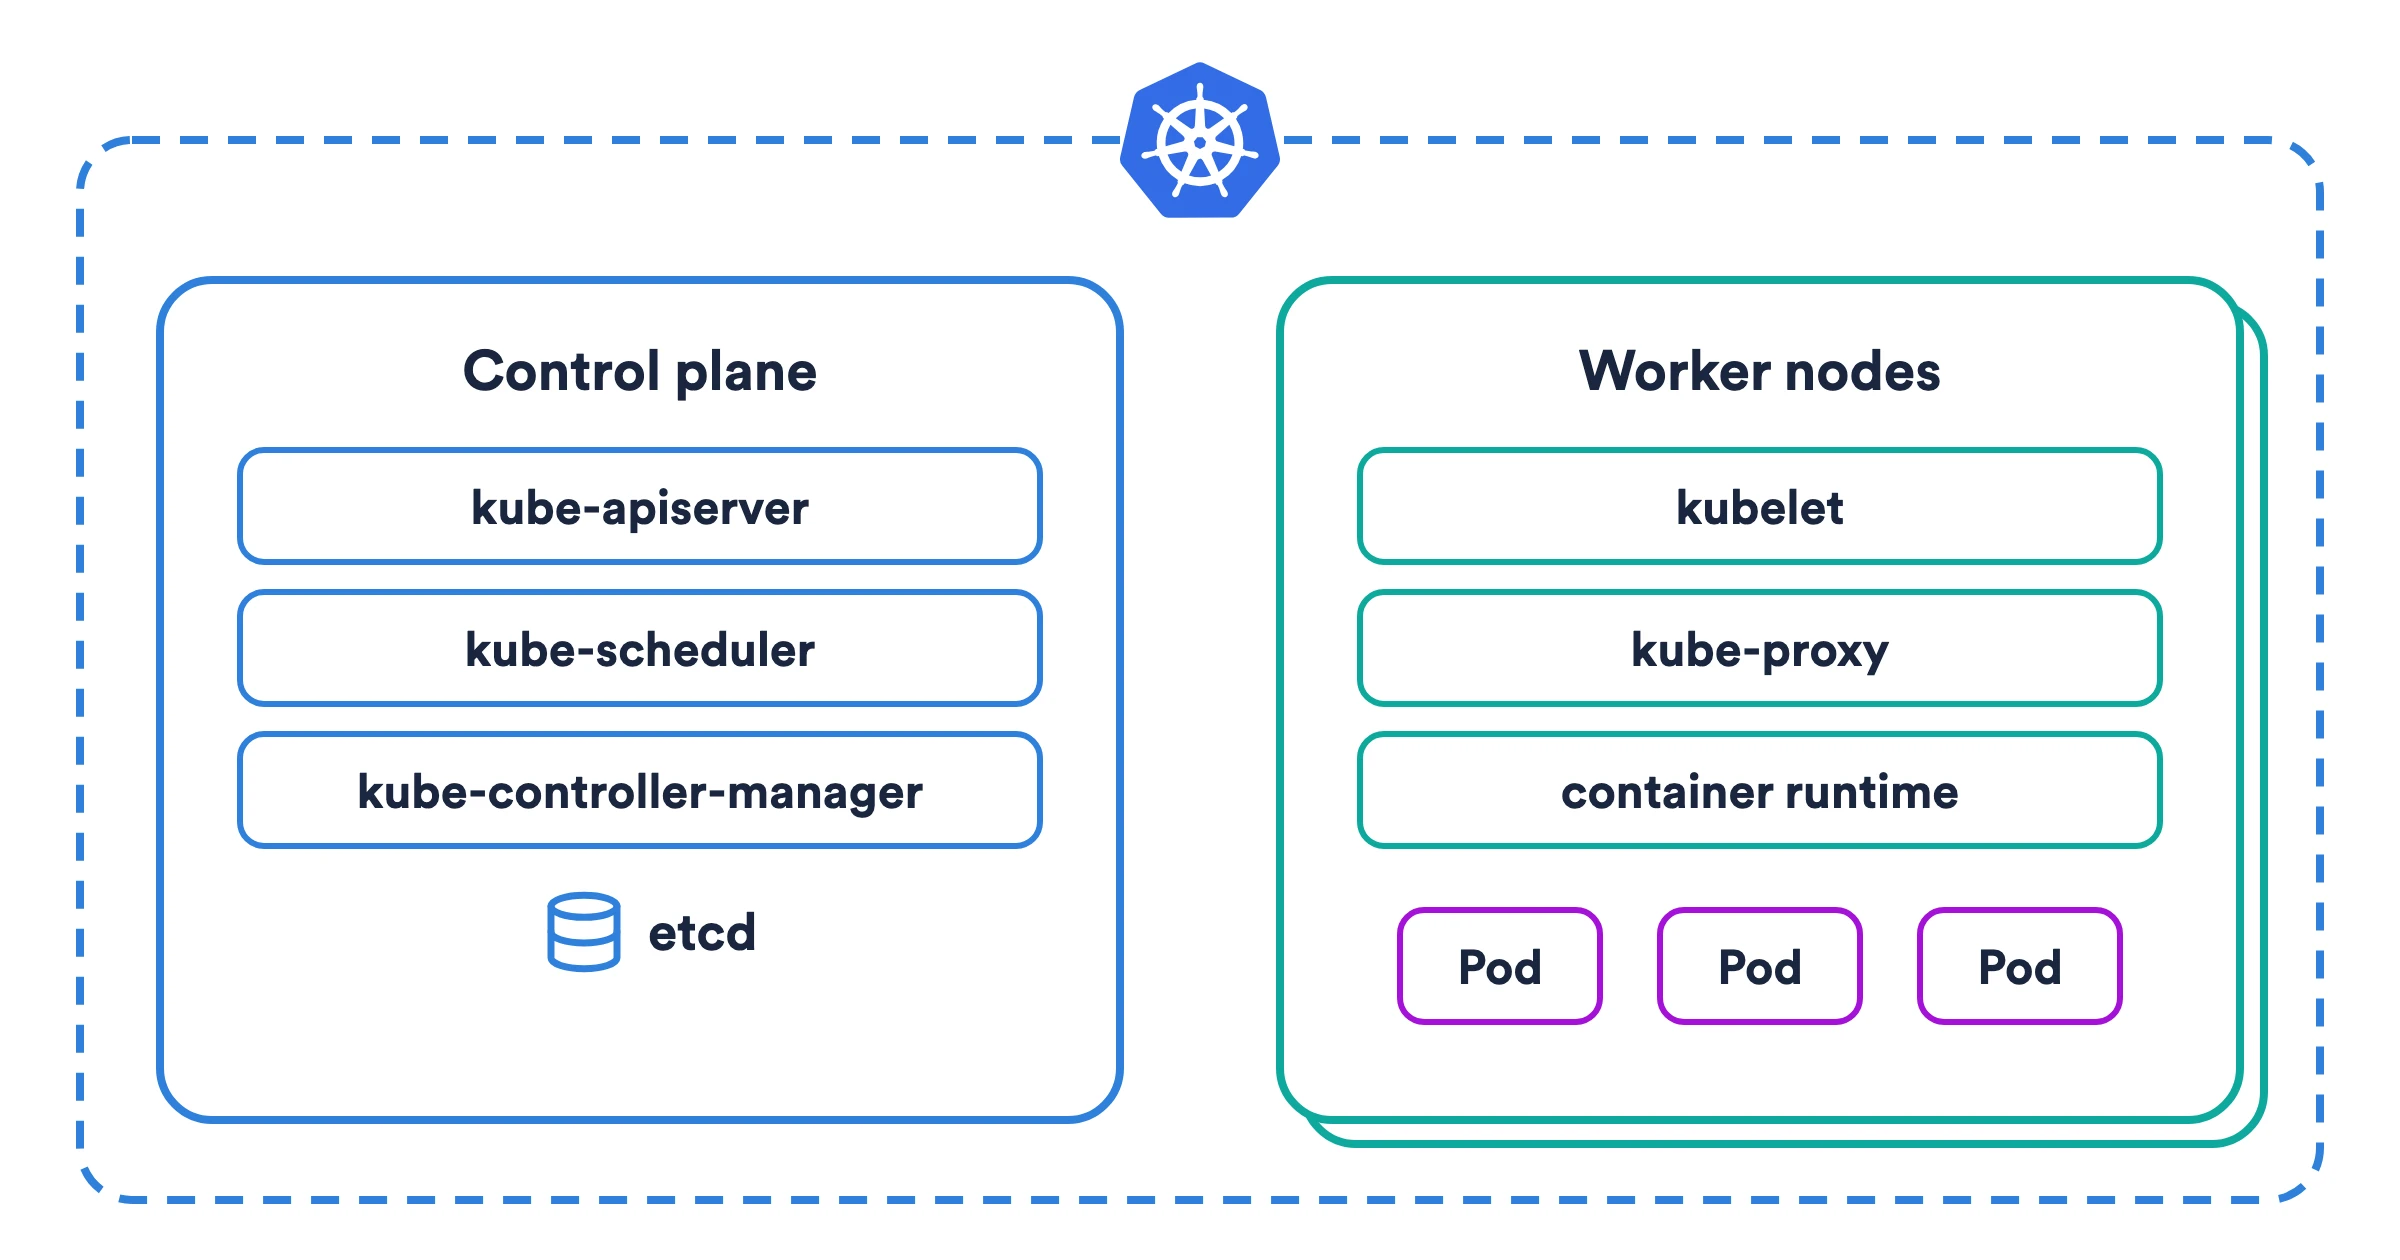 Control plane
kube-apiserver
kube-scheduler
kube-controller-manager
etcd
Worker nodes
kubelet
kube-proxy
container runtime
Pod
Pod
Pod